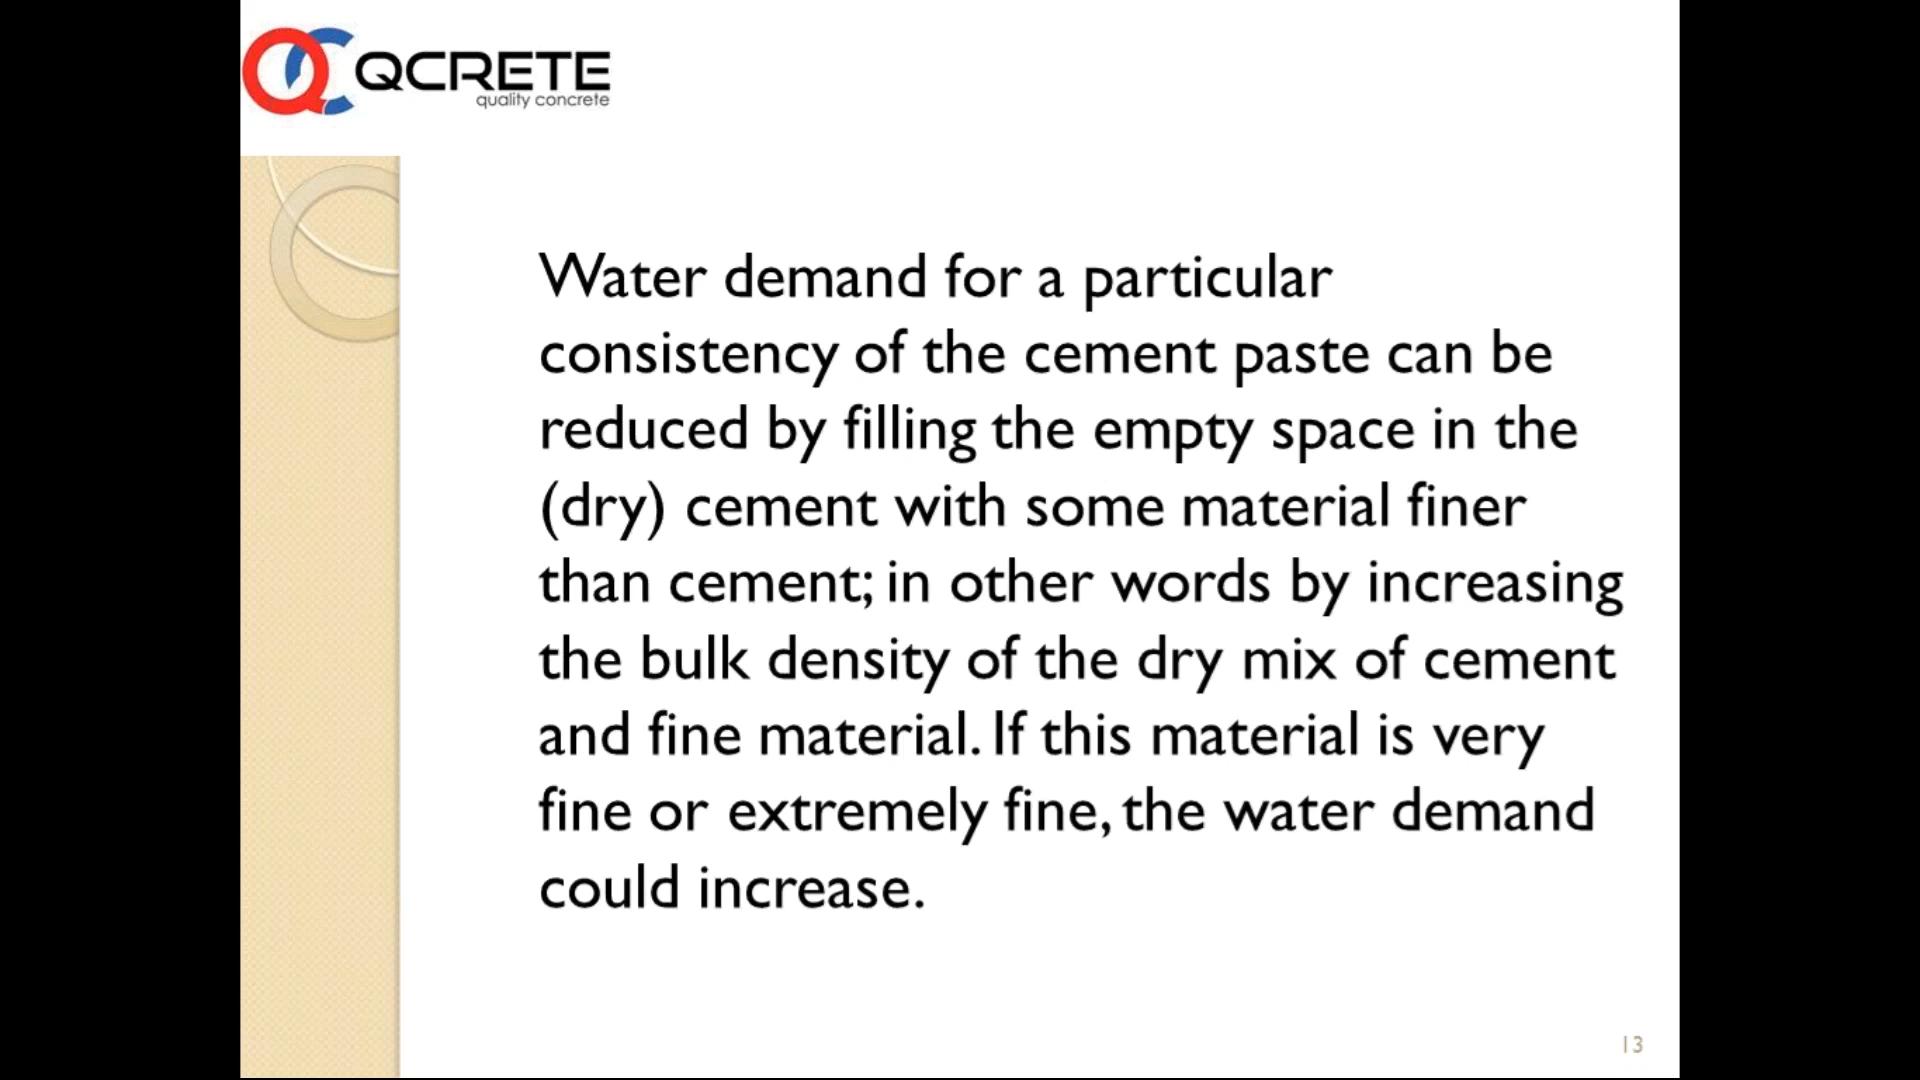 QCRETE
quality concrete
Water demand for a particular
consistency of the cement paste can be
reduced by filling the empty space in the
(dry) cement with some material finer
than cement; in other words by increasing
the bulk density of the dry mix of cement
and fine material. If this material is very
fine or extremely fine, the water demand
could increase.
13